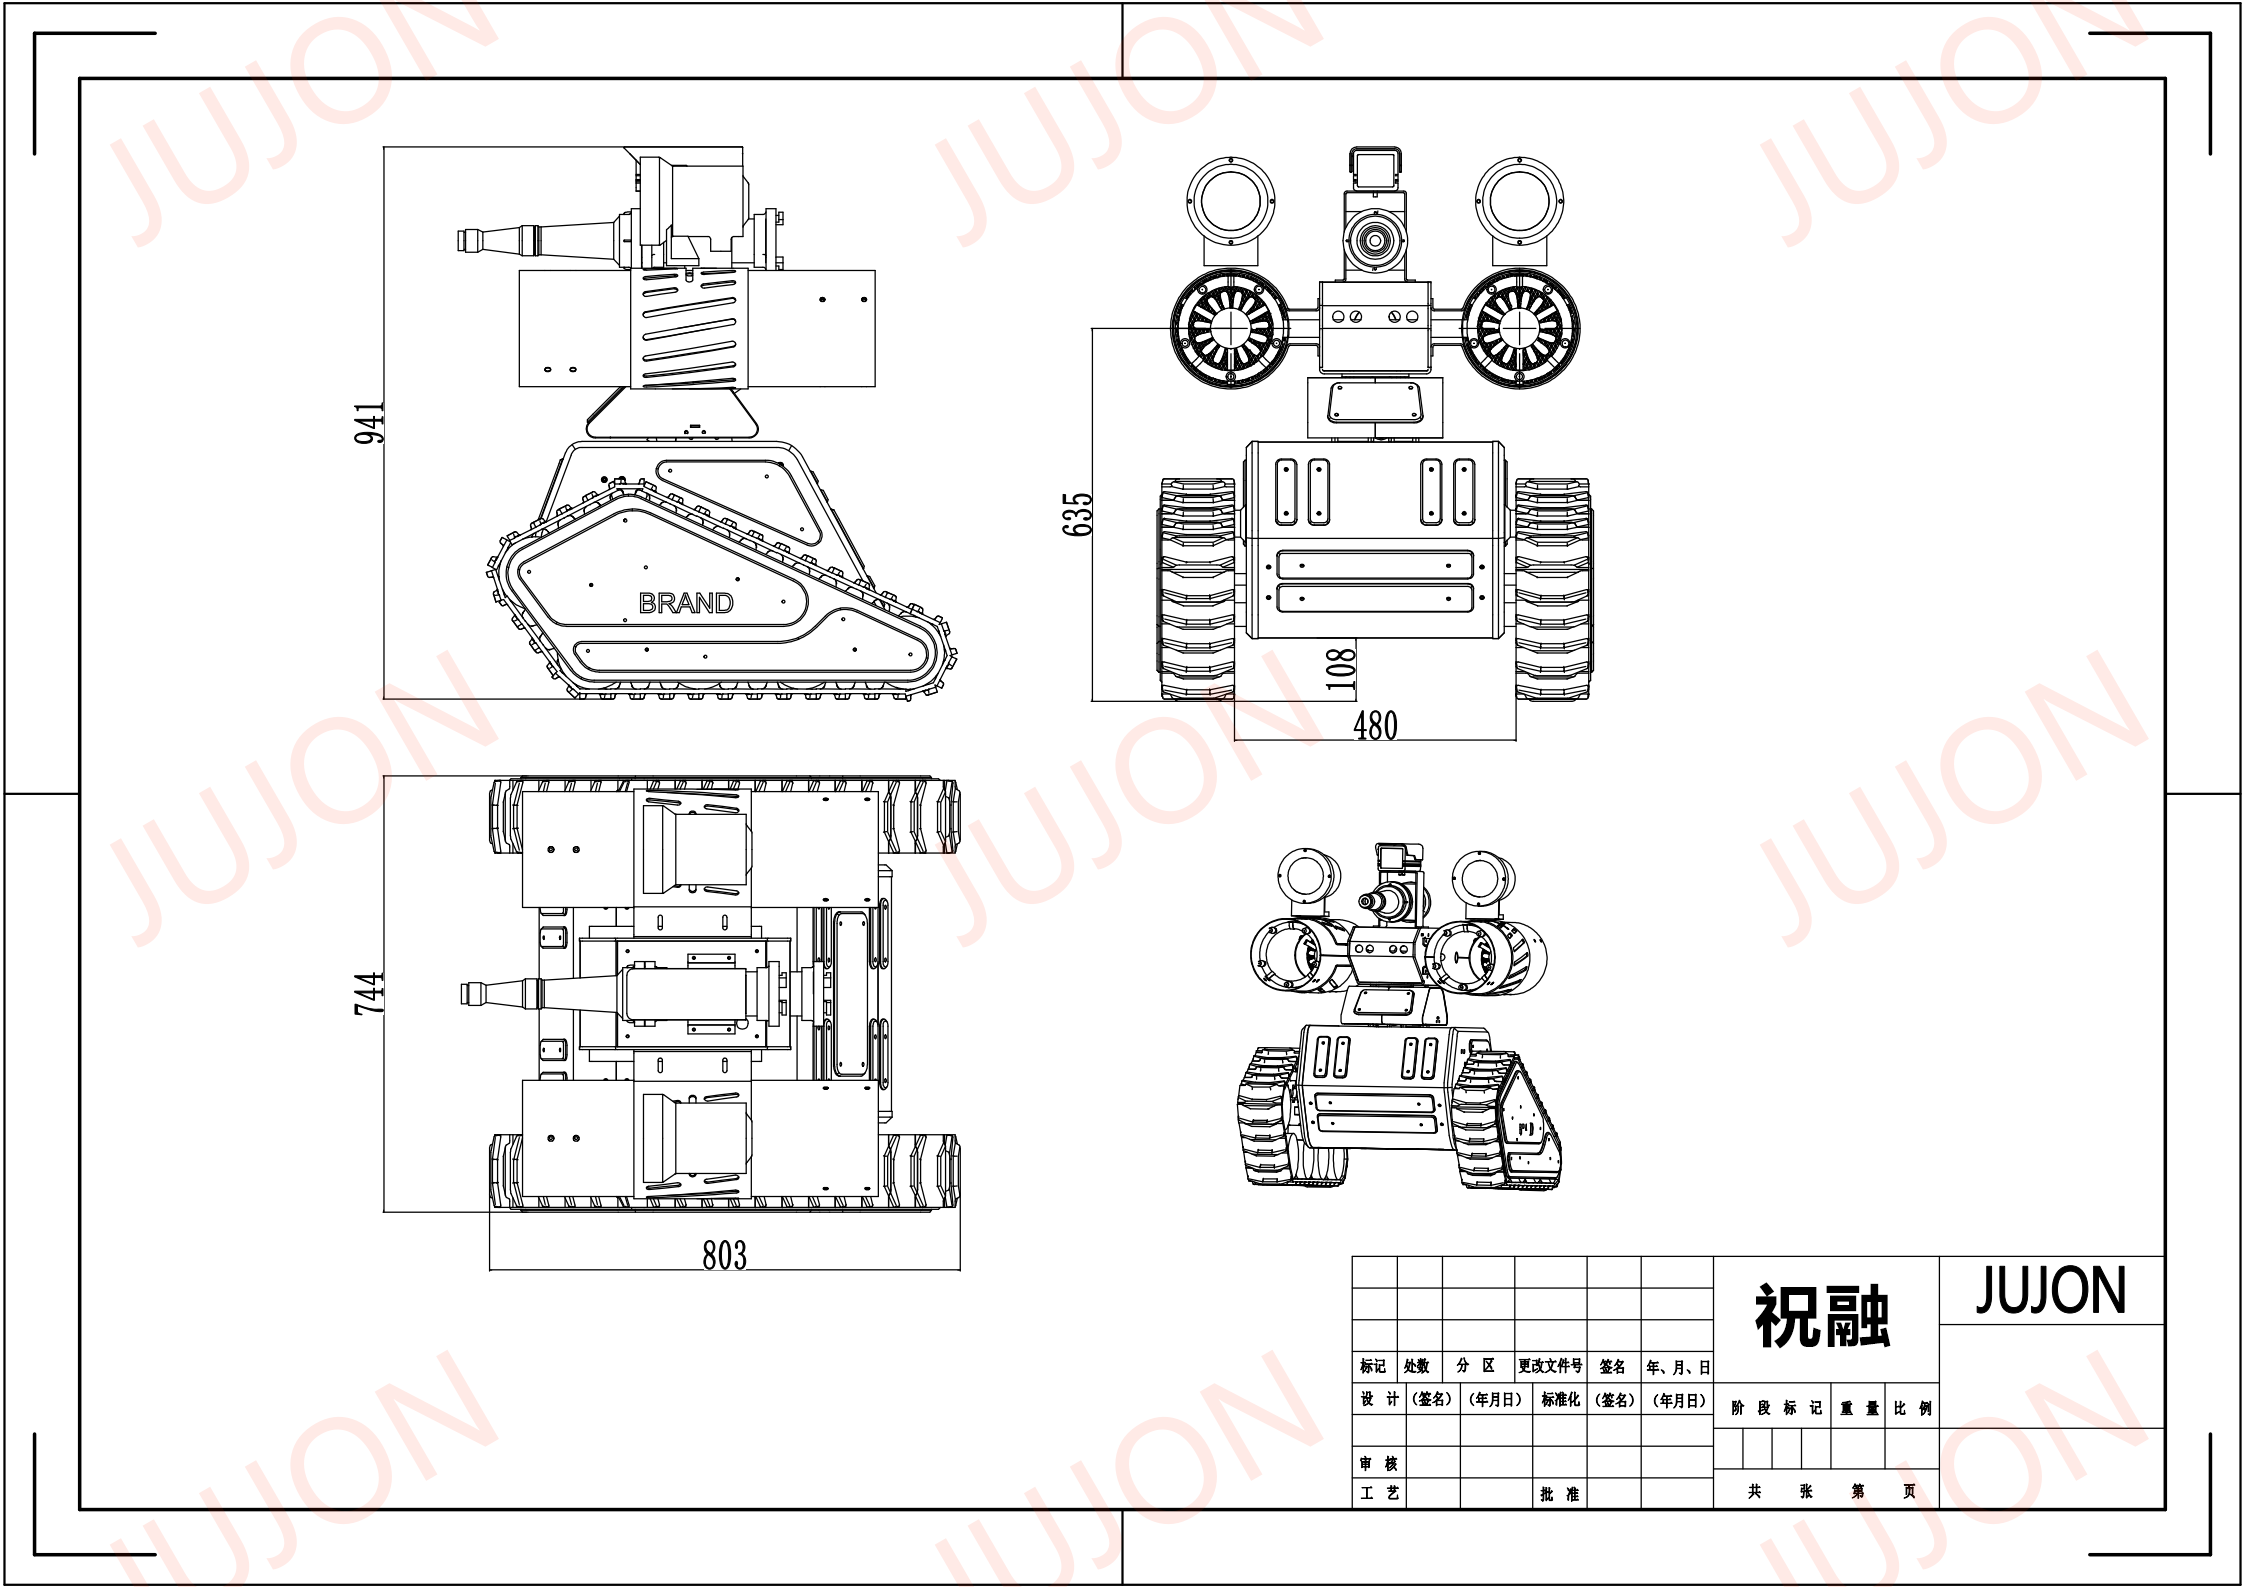 JUJON JUJON JUJON
941
BRAND
635
108
480
JUJON JUJON JUJON
744
803
祝融
JUJON
标记 处数 分 区 更改文件号 签名 年、月、日
设 计 (签名) (年月日) 标准化 (签名) (年月日)
阶 段 标 记 重 量 比 例
审 核
工 艺 批 准
共 张 第 页
JUJON JUJON JUJON